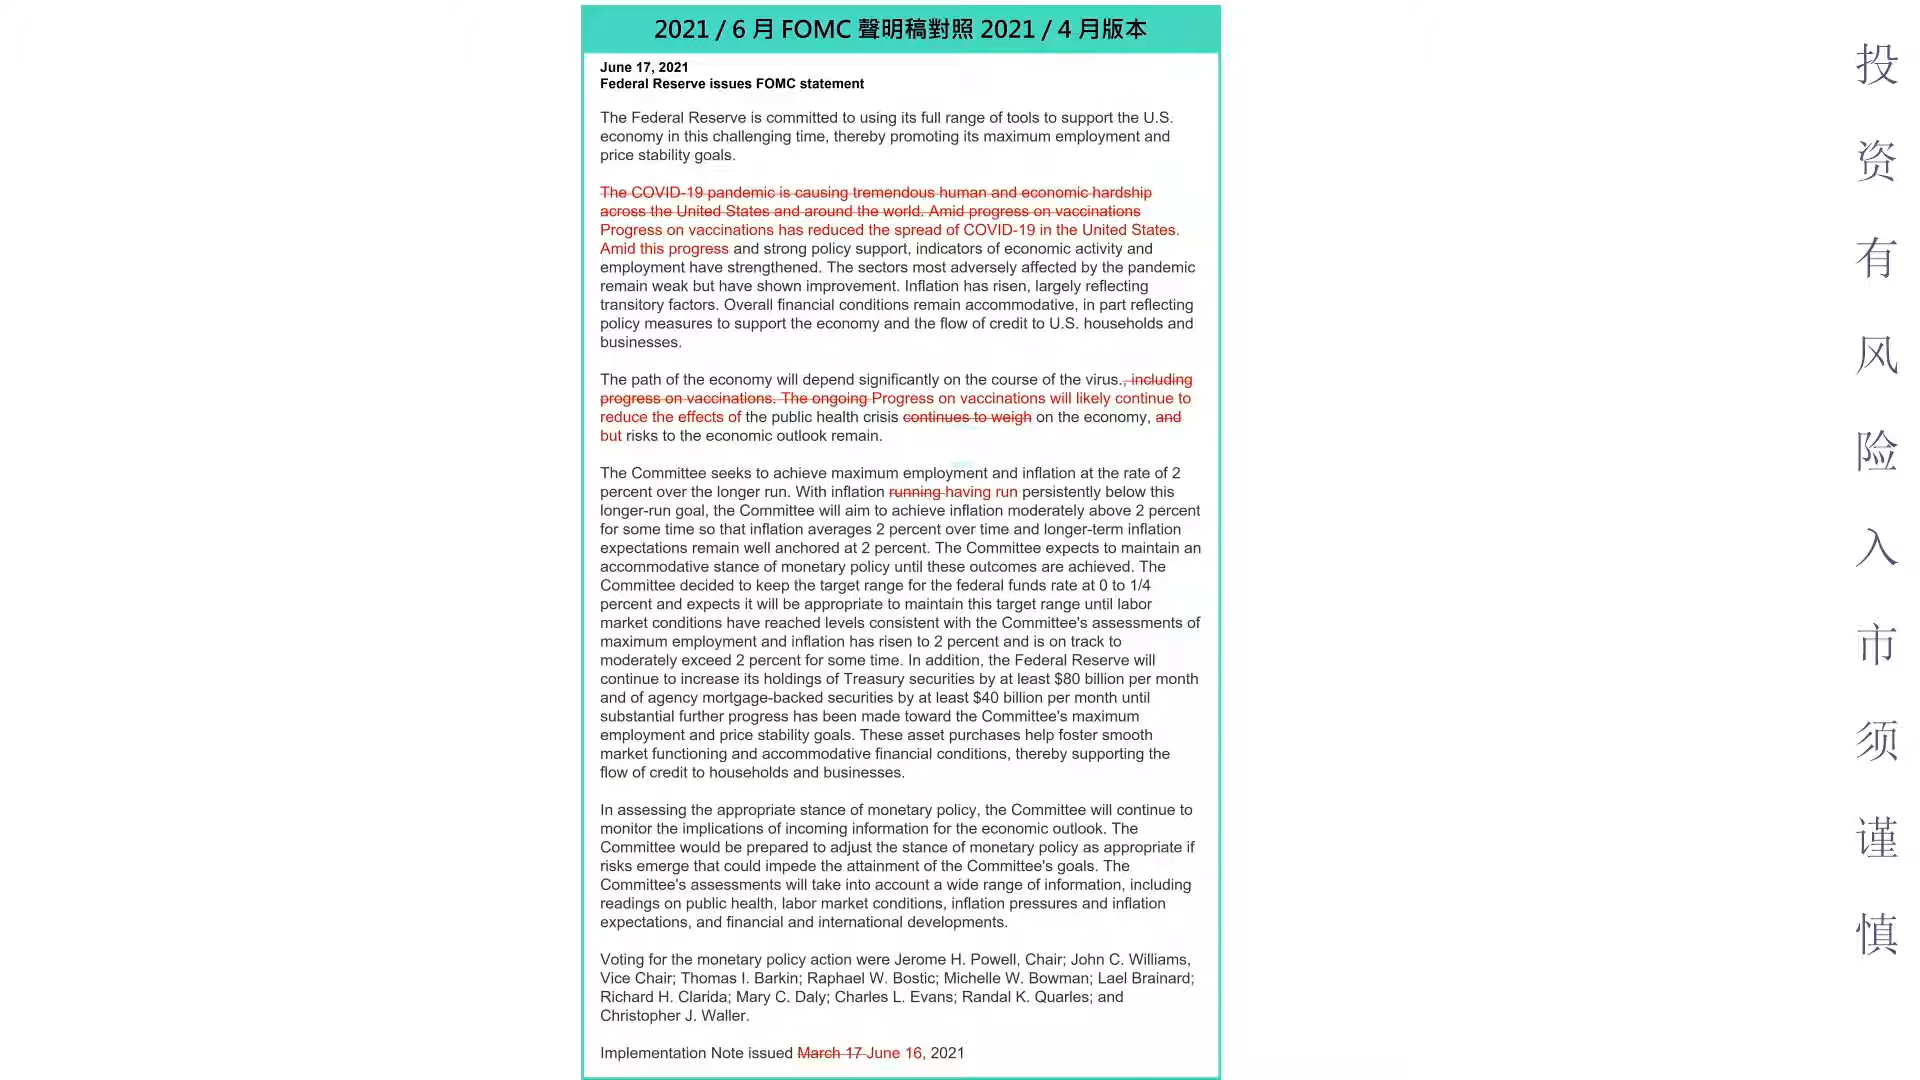 2021 / 6 月 FOMC 聲明稿對照 2021 / 4 月版本
June 17, 2021
Federal Reserve issues FOMC statement
The Federal Reserve is committed to using its full range of tools to support the U.S.
economy in this challenging time, thereby promoting its maximum employment and
price stability goals.
The COVID-19 pandemic is causing tremendous human and economic hardship
across the United States and around the world. Amid progress on vaccinations
Progress on vaccinations has reduced the spread of COVID-19 in the United States.
Amid this progress and strong policy support, indicators of economic activity and
employment have strengthened. The sectors most adversely affected by the pandemic
remain weak but have shown improvement. Inflation has risen, largely reflecting
transitory factors. Overall financial conditions remain accommodative, in part reflecting
policy measures to support the economy and the flow of credit to U.S. households and
businesses.
The path of the economy will depend significantly on the course of the virus., including
progress on vaccinations. The ongoing Progress on vaccinations will likely continue to
reduce the effects of the public health crisis continues to weigh on the economy, and
but risks to the economic outlook remain.
The Committee seeks to achieve maximum employment and inflation at the rate of 2
percent over the longer run. With inflation running having run persistently below this
longer-run goal, the Committee will aim to achieve inflation moderately above 2 percent
for some time so that inflation averages 2 percent over time and longer-term inflation
expectations remain well anchored at 2 percent. The Committee expects to maintain an
accommodative stance of monetary policy until these outcomes are achieved. The
Committee decided to keep the target range for the federal funds rate at 0 to 1/4
percent and expects it will be appropriate to maintain this target range until labor
market conditions have reached levels consistent with the Committee's assessments of
maximum employment and inflation has risen to 2 percent and is on track to
moderately exceed 2 percent for some time. In addition, the Federal Reserve will
continue to increase its holdings of Treasury securities by at least $80 billion per month
and of agency mortgage-backed securities by at least $40 billion per month until
substantial further progress has been made toward the Committee's maximum
employment and price stability goals. These asset purchases help foster smooth
market functioning and accommodative financial conditions, thereby supporting the
flow of credit to households and businesses.
In assessing the appropriate stance of monetary policy, the Committee will continue to
monitor the implications of incoming information for the economic outlook. The
Committee would be prepared to adjust the stance of monetary policy as appropriate if
risks emerge that could impede the attainment of the Committee's goals. The
Committee's assessments will take into account a wide range of information, including
readings on public health, labor market conditions, inflation pressures and inflation
expectations, and financial and international developments.
Voting for the monetary policy action were Jerome H. Powell, Chair; John C. Williams,
Vice Chair; Thomas I. Barkin; Raphael W. Bostic; Michelle W. Bowman; Lael Brainard;
Richard H. Clarida; Mary C. Daly; Charles L. Evans; Randal K. Quarles; and
Christopher J. Waller.
Implementation Note issued March 17 June 16, 2021
投资有风险入市须谨慎